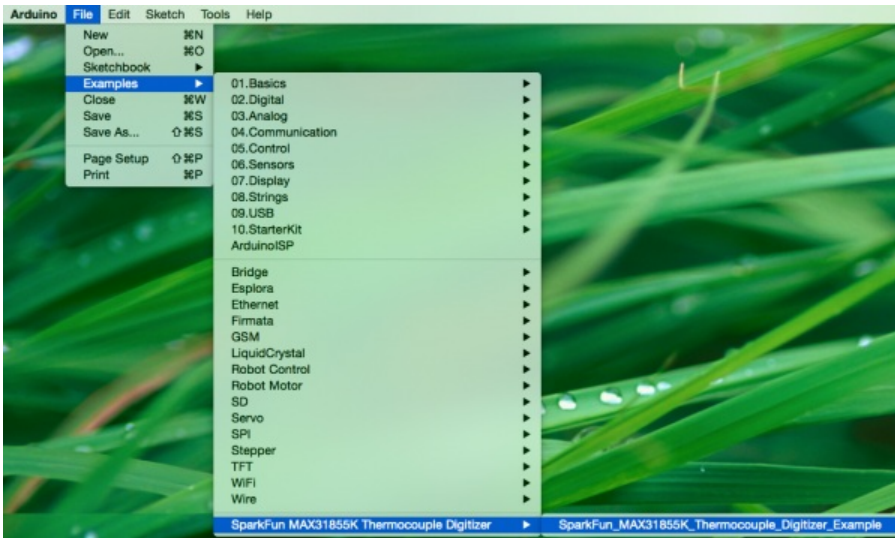 Arduino File Edit Sketch Tools Help
New ⌘N
Open... ⌘O
Sketchbook ▶
Examples ▶
Close ⌘W
Save ⌘S
Save As... ⇧⌘S
Page Setup ⇧⌘P
Print ⌘P
01.Basics ▶
02.Digital ▶
03.Analog ▶
04.Communication ▶
05.Control ▶
06.Sensors ▶
07.Display ▶
08.Strings ▶
09.USB ▶
10.StarterKit ▶
ArduinoISP
Bridge ▶
Esplora ▶
Ethernet ▶
Firmata ▶
GSM ▶
LiquidCrystal ▶
Robot Control ▶
Robot Motor ▶
SD ▶
Servo ▶
SPI ▶
Stepper ▶
TFT ▶
WiFi ▶
Wire ▶
SparkFun MAX31855K Thermocouple Digitizer ▶
SparkFun_MAX31855K_Thermocouple_Digitizer_Example